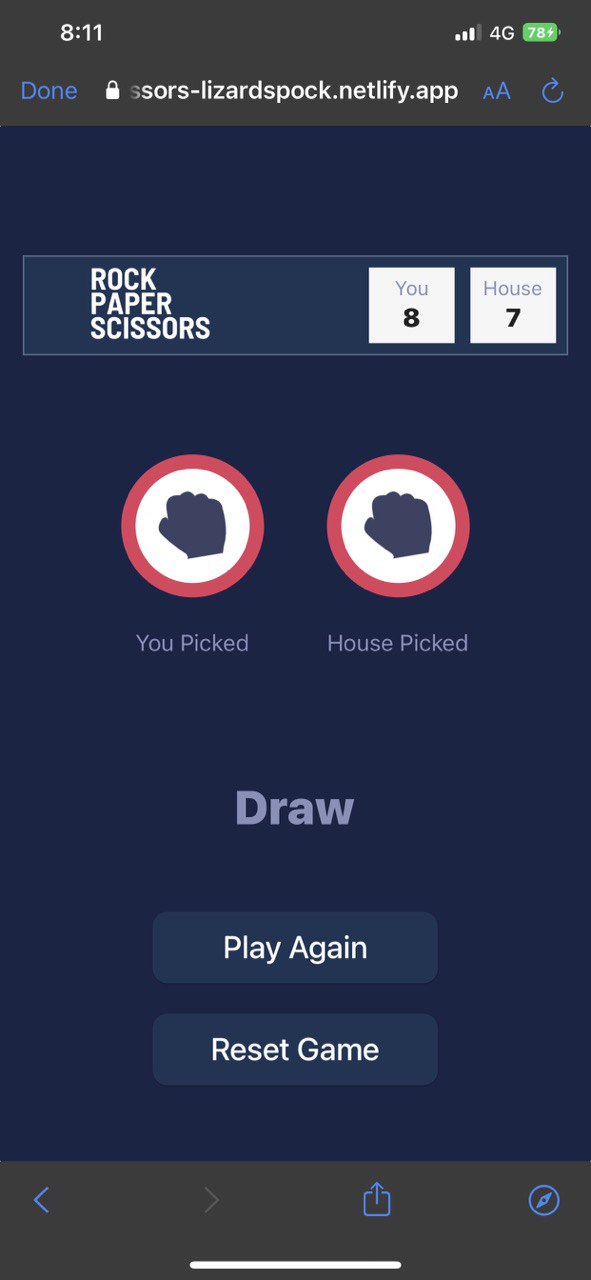 8:11
4G
78
Done
ssors-lizardspock.netlify.app
AA
ROCK
PAPER
SCISSORS
You
8
House
7
You Picked
House Picked
Draw
Play Again
Reset Game